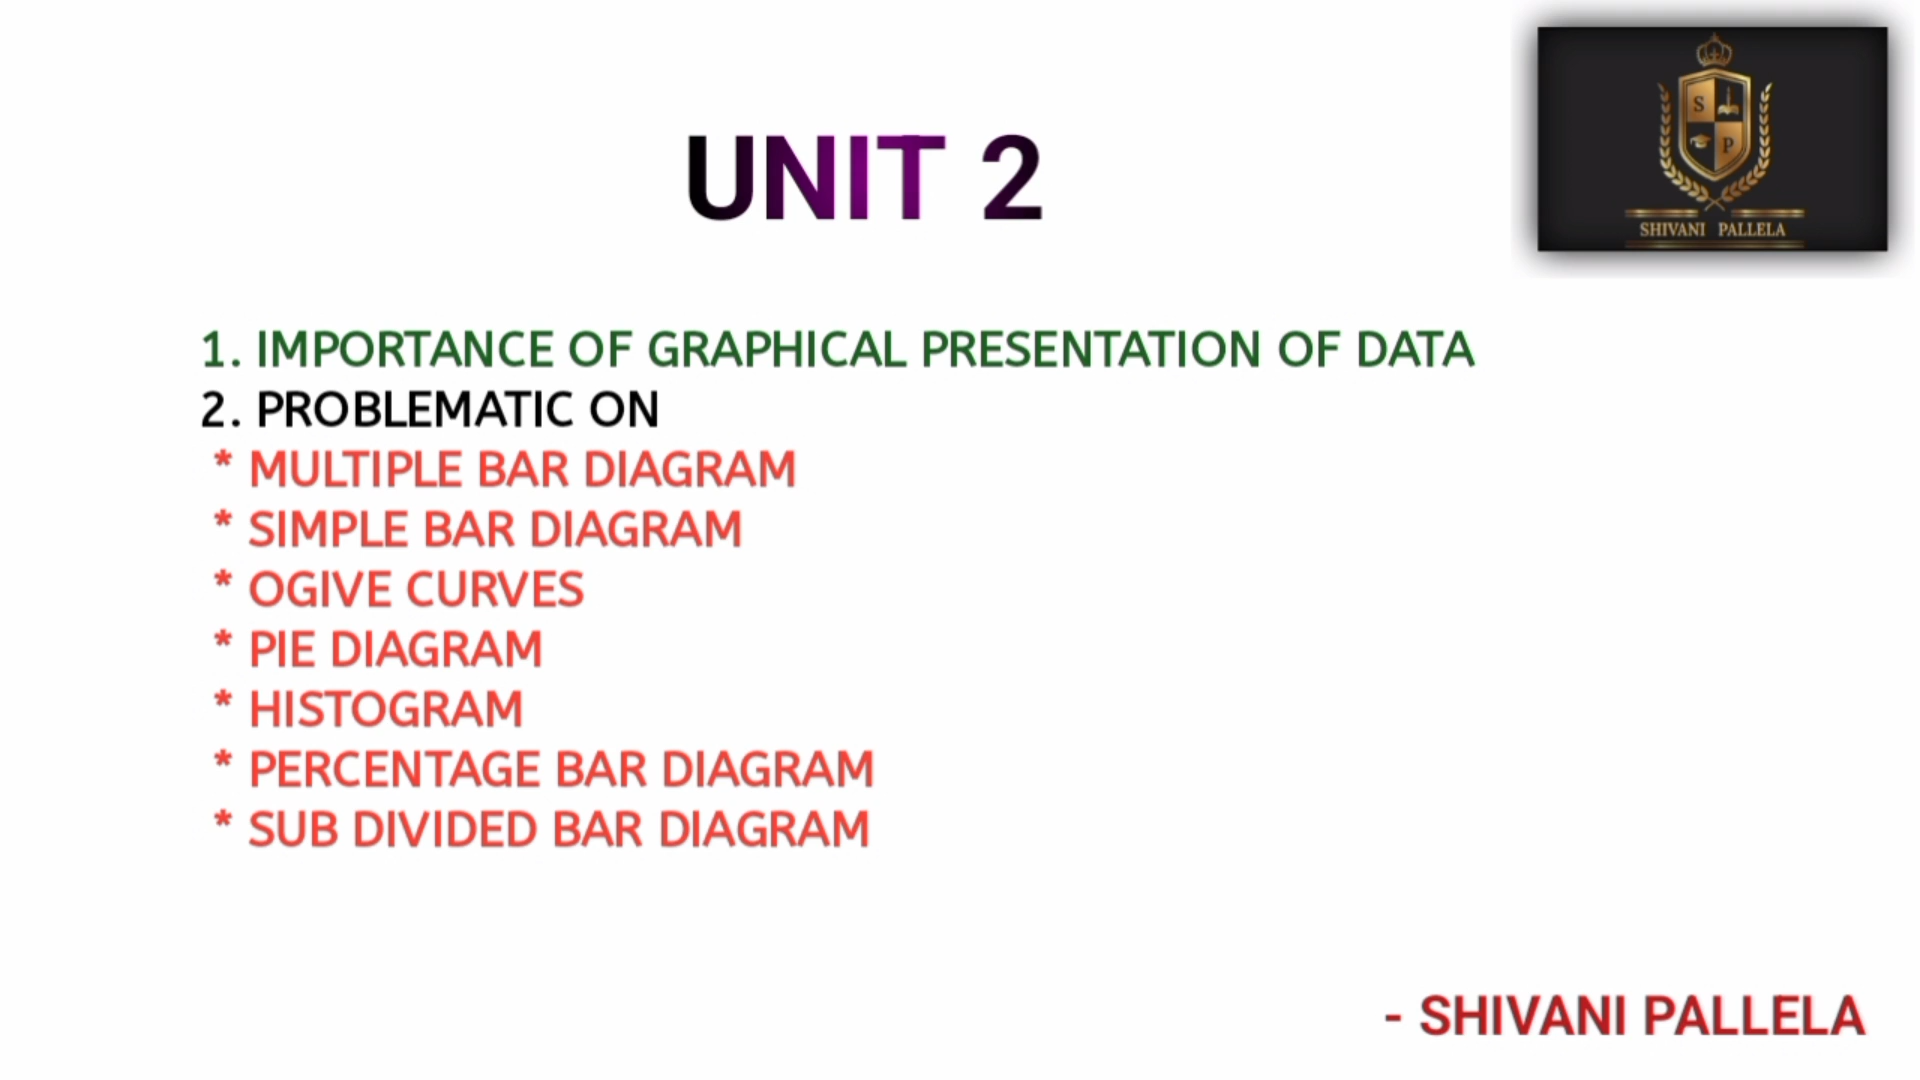 S
P
SHIVANI PALLELA
UNIT 2
1. IMPORTANCE OF GRAPHICAL PRESENTATION OF DATA
2. PROBLEMATIC ON
* MULTIPLE BAR DIAGRAM
* SIMPLE BAR DIAGRAM
* OGIVE CURVES
* PIE DIAGRAM
* HISTOGRAM
* PERCENTAGE BAR DIAGRAM
* SUB DIVIDED BAR DIAGRAM
- SHIVANI PALLELA